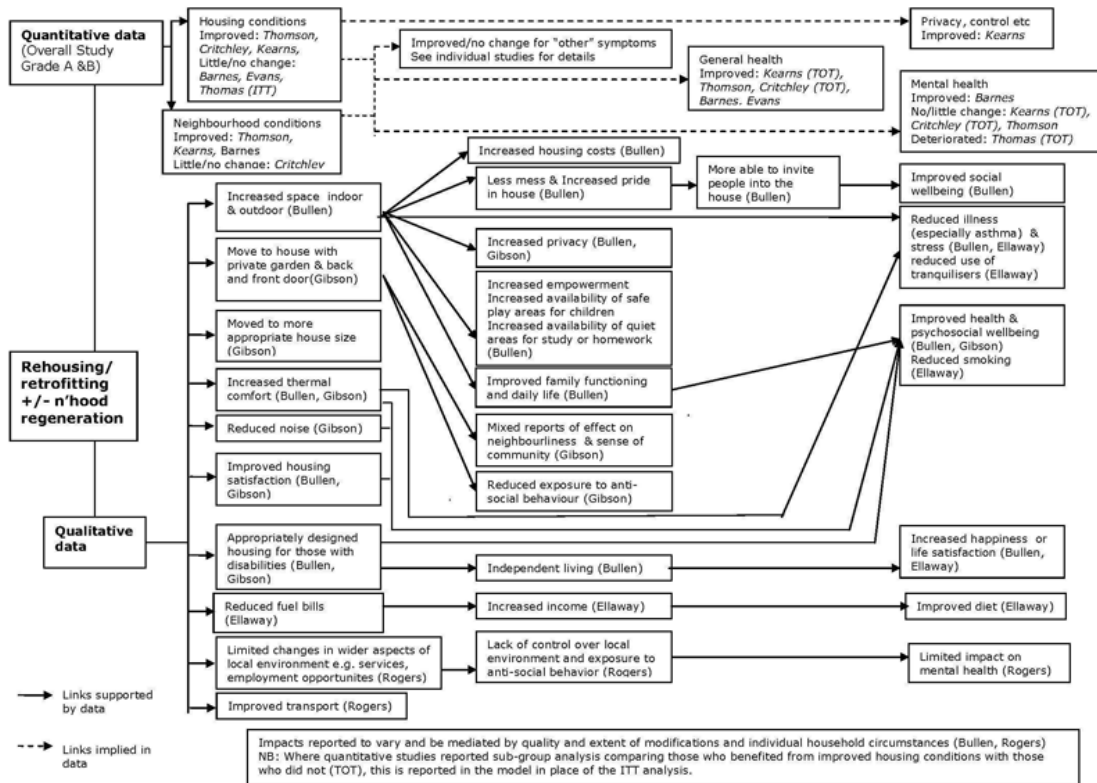 Quantitative data
(Overall Study
Grade A &B)
Housing conditions
Improved: Thomson,
Critchley, Kearns,
Little/no change:
Barnes, Evans,
Thomas (ITT)
Neighbourhood conditions
Improved: Thomson,
Kearns, Barnes
Little/no change: Critchley
Improved/no change for “other” symptoms
See individual studies for details
General health
Improved: Kearns (TOT),
Thomson, Critchley (TOT),
Barnes. Evans
Privacy, control etc
Improved: Kearns
Mental health
Improved: Barnes
No/little change: Kearns (TOT),
Critchley (TOT), Thomson
Deteriorated: Thomas (TOT)
Rehousing/
retrofitting
+/- n’hood
regeneration
Qualitative
data
Increased space indoor
& outdoor (Bullen)
Move to house with
private garden & back
and front door(Gibson)
Moved to more
appropriate house size
(Gibson)
Increased thermal
comfort (Bullen, Gibson)
Reduced noise (Gibson)
Improved housing
satisfaction (Bullen,
Gibson)
Appropriately designed
housing for those with
disabilities (Bullen,
Gibson)
Reduced fuel bills
(Ellaway)
Limited changes in wider aspects of
local environment e.g. services,
employment opportunites (Rogers)
Improved transport (Rogers)
Increased housing costs (Bullen)
Less mess & Increased pride
in house (Bullen)
More able to invite
people into the
house (Bullen)
Increased privacy (Bullen,
Gibson)
Increased empowerment
Increased availability of safe
play areas for children
Increased availability of quiet
areas for study or homework
(Bullen)
Improved family functioning
and daily life (Bullen)
Mixed reports of effect on
neighbourliness & sense of
community (Gibson)
Reduced exposure to anti-
social behaviour (Gibson)
Independent living (Bullen)
Increased income (Ellaway)
Lack of control over local
environment and exposure to
anti-social behavior (Rogers)
Improved social
wellbeing (Bullen)
Reduced illness
(especially asthma) &
stress (Bullen, Ellaway)
reduced use of
tranquilisers (Ellaway)
Improved health &
psychosocial wellbeing
(Bullen, Gibson)
Reduced smoking
(Ellaway)
Increased happiness or
life satisfaction (Bullen,
Ellaway)
Improved diet (Ellaway)
Limited impact on
mental health (Rogers)
Links supported
by data
Links implied in
data
Impacts reported to vary and be mediated by quality and extent of modifications and individual household circumstances (Bullen, Rogers)
NB: Where quantitative studies reported sub-group analysis comparing those who benefited from improved housing conditions with those
who did not (TOT), this is reported in the model in place of the ITT analysis.